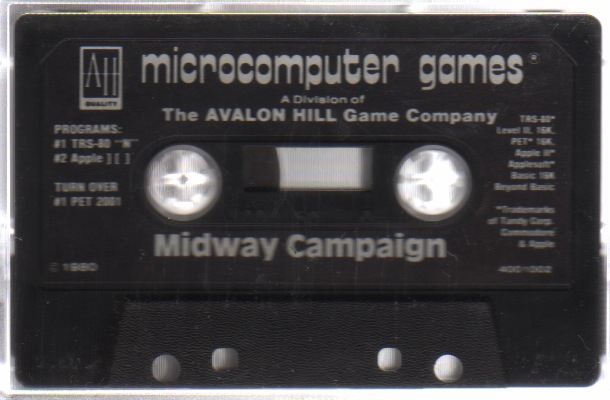 AH
QUALITY
microcomputer games®
A Division of
The AVALON HILL Game Company
PROGRAMS:
#1 TRS-80 "N"
#2 Apple ][ ]
TURN OVER
#1 PET 2001
TRS-80*
Level II, 16K,
PET* 16K,
Apple II*
Applesoft*
Basic 16K
Beyond Basic
*Trademarks
of Tandy Corp.
Commodore
& Apple
Midway Campaign
© 1980
4001002